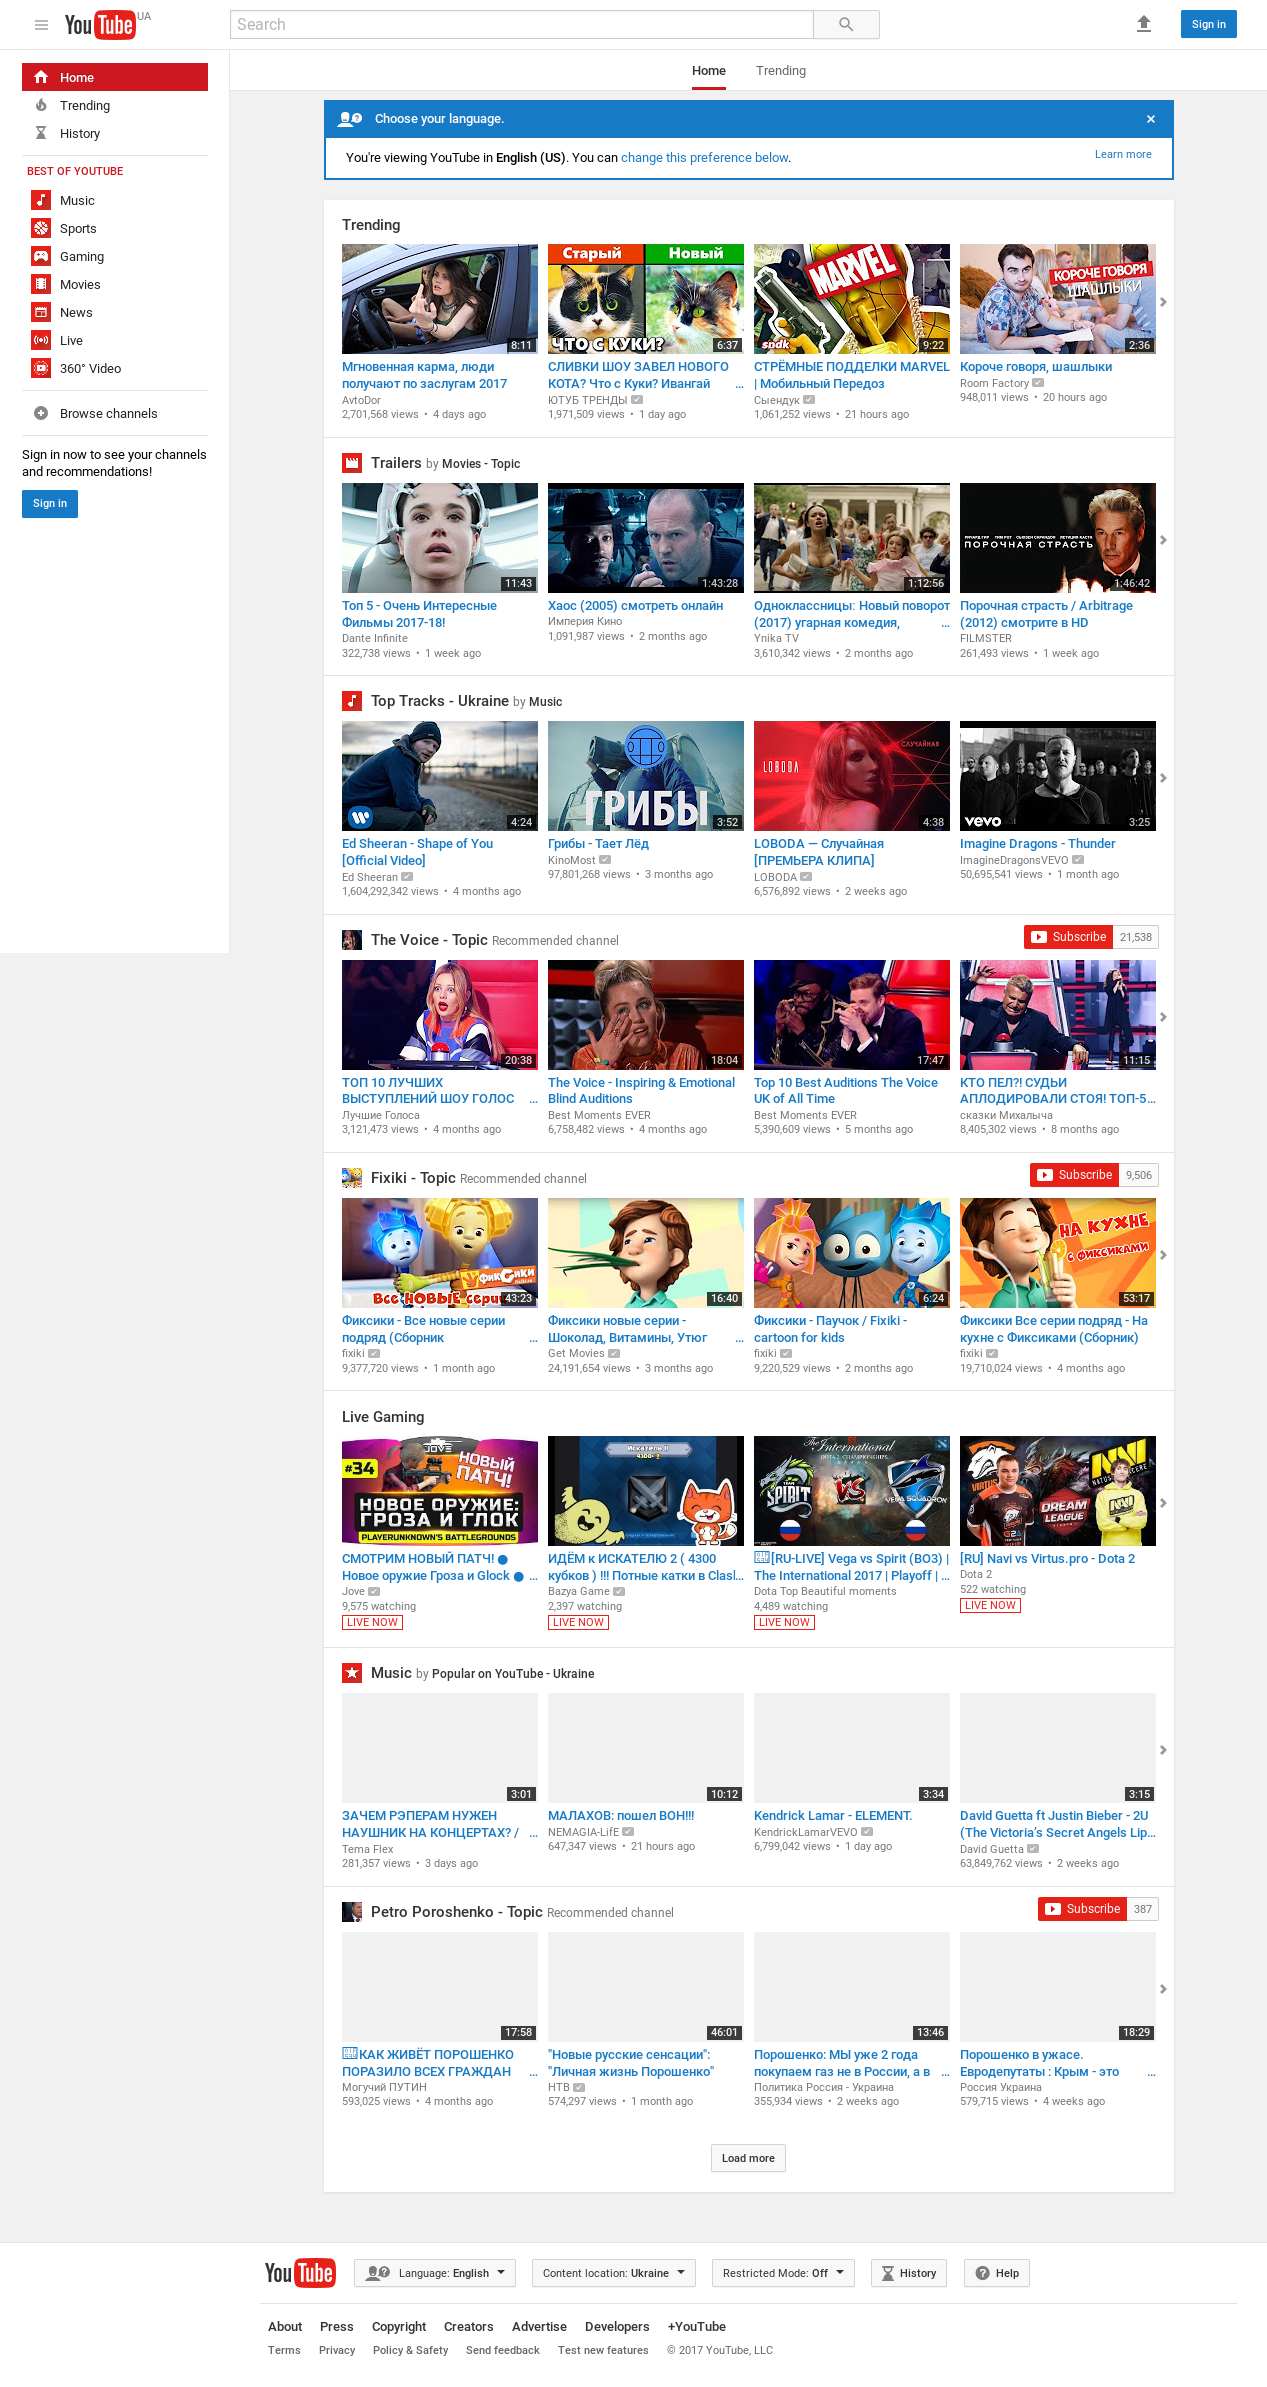 YouTube UA
Search
Sign in
Home
Trending
History
BEST OF YOUTUBE
Music
Sports
Gaming
Movies
News
Live
360° Video
Browse channels
Sign in now to see your channels
and recommendations!
Sign in
Home Trending
Choose your language.
You're viewing YouTube in English (US). You can change this preference below.
Learn more
Trending
8:11
Старый Новый
ЧТО С КУКИ?
6:37
MARVEL
sndk
9:22
КОРОЧЕ ГОВОРЯ
ШАШЛЫКИ
2:36
Мгновенная карма, люди
получают по заслугам 2017
AvtoDor
2,701,568 views • 4 days ago
СЛИВКИ ШОУ ЗАВЕЛ НОВОГО
КОТА? Что с Куки? Ивангай ...
ЮТУБ ТРЕНДЫ
1,971,509 views • 1 day ago
СТРЁМНЫЕ ПОДДЕЛКИ MARVEL
| Мобильный Передоз
Сыендук
1,061,252 views • 21 hours ago
Короче говоря, шашлыки
Room Factory
948,011 views • 20 hours ago
Trailers by Movies - Topic
11:43
1:43:28
1:12:56
РИЧАРД ГИР ТИМ РОТ СЬЮЗЕН САРАНДОН ЛЕТИЦИЯ КАСТА
ПОРОЧНАЯ СТРАСТЬ
1:46:42
Топ 5 - Очень Интересные
Фильмы 2017-18!
Dante Infinite
322,738 views • 1 week ago
Хаос (2005) смотреть онлайн
Империя Кино
1,091,987 views • 2 months ago
Одноклассницы: Новый поворот
(2017) угарная комедия, ...
Ynika TV
3,610,342 views • 2 months ago
Порочная страсть / Arbitrage
(2012) смотрите в HD
FILMSTER
261,493 views • 1 week ago
Top Tracks - Ukraine by Music
4:24
ГРИБЫ
3:52
LOBODA
СЛУЧАЙНАЯ
4:38
vevo
3:25
Ed Sheeran - Shape of You
[Official Video]
Ed Sheeran
1,604,292,342 views • 4 months ago
Грибы - Тает Лёд
KinoMost
97,801,268 views • 3 months ago
LOBODA — Случайная
[ПРЕМЬЕРА КЛИПА]
LOBODA
6,576,892 views • 2 weeks ago
Imagine Dragons - Thunder
ImagineDragonsVEVO
50,695,541 views • 1 month ago
The Voice - Topic Recommended channel
Subscribe 21,538
20:38
18:04
17:47
11:15
ТОП 10 ЛУЧШИХ
ВЫСТУПЛЕНИЙ ШОУ ГОЛОС ...
Лучшие Голоса
3,121,473 views • 4 months ago
The Voice - Inspiring & Emotional
Blind Auditions
Best Moments EVER
6,758,482 views • 4 months ago
Top 10 Best Auditions The Voice
UK of All Time
Best Moments EVER
5,390,609 views • 5 months ago
КТО ПЕЛ?! СУДЬИ
АПЛОДИРОВАЛИ СТОЯ! ТОП-5...
сказки Михалыча
8,405,302 views • 8 months ago
Fixiki - Topic Recommended channel
Subscribe 9,506
ФИКСИКИ
Все НОВЫЕ серии
43:23
16:40
6:24
НА КУХНЕ
С ФИКСИКАМИ
53:17
Фиксики - Все новые серии
подряд (Сборник ...
fixiki
9,377,720 views • 1 month ago
Фиксики новые серии -
Шоколад, Витамины, Утюг ...
Get Movies
24,191,654 views • 3 months ago
Фиксики - Паучок / Fixiki -
cartoon for kids
fixiki
9,220,529 views • 2 months ago
Фиксики Все серии подряд - На
кухне с Фиксиками (Сборник)
fixiki
19,710,024 views • 4 months ago
Live Gaming
JOVE
#34
НОВЫЙ
ПАТЧ!
НОВОЕ ОРУЖИЕ:
ГРОЗА И ГЛОК
PLAYERUNKNOWN'S BATTLEGROUNDS
Искатель II
4300+
The International
DOTA 2 CHAMPIONSHIPS
TEAM
SPIRIT
VS
VEGA SQUADRON
VIRTUS
DREAM
LEAGUE
NAVI
NATUS VINCERE
СМОТРИМ НОВЫЙ ПАТЧ! ●
Новое оружие Гроза и Glock ● ...
Jove
9,575 watching
LIVE NOW
ИДЁМ к ИСКАТЕЛЮ 2 ( 4300
кубков ) !!! Потные катки в Clash...
Bazya Game
2,397 watching
LIVE NOW
[RU-LIVE] Vega vs Spirit (BO3) |
The International 2017 | Playoff | ...
Dota Top Beautiful moments
4,489 watching
LIVE NOW
[RU] Navi vs Virtus.pro - Dota 2
Dota 2
522 watching
LIVE NOW
Music by Popular on YouTube - Ukraine
3:01
10:12
3:34
3:15
ЗАЧЕМ РЭПЕРАМ НУЖЕН
НАУШНИК НА КОНЦЕРТАХ? / ...
Tema Flex
281,357 views • 3 days ago
МАЛАХОВ: пошел ВОН!!!
NEMAGIA-LifE
647,347 views • 21 hours ago
Kendrick Lamar - ELEMENT.
KendrickLamarVEVO
6,799,042 views • 1 day ago
David Guetta ft Justin Bieber - 2U
(The Victoria's Secret Angels Lip...
David Guetta
63,849,762 views • 2 weeks ago
Petro Poroshenko - Topic Recommended channel
Subscribe 387
17:58
46:01
13:46
18:29
КАК ЖИВЁТ ПОРОШЕНКО
ПОРАЗИЛО ВСЕХ ГРАЖДАН ...
Могучий ПУТИН
593,025 views • 4 months ago
"Новые русские сенсации":
"Личная жизнь Порошенко"
НТВ
574,297 views • 1 month ago
Порошенко: МЫ уже 2 года
покупаем газ не в России, а в ...
Политика Россия - Украина
355,934 views • 2 weeks ago
Порошенко в ужасе.
Евродепутаты : Крым - это ...
Россия Украина
579,715 views • 4 weeks ago
Load more
YouTube
Language: English
Content location: Ukraine
Restricted Mode: Off
History
Help
About Press Copyright Creators Advertise Developers +YouTube
Terms Privacy Policy & Safety Send feedback Test new features © 2017 YouTube, LLC